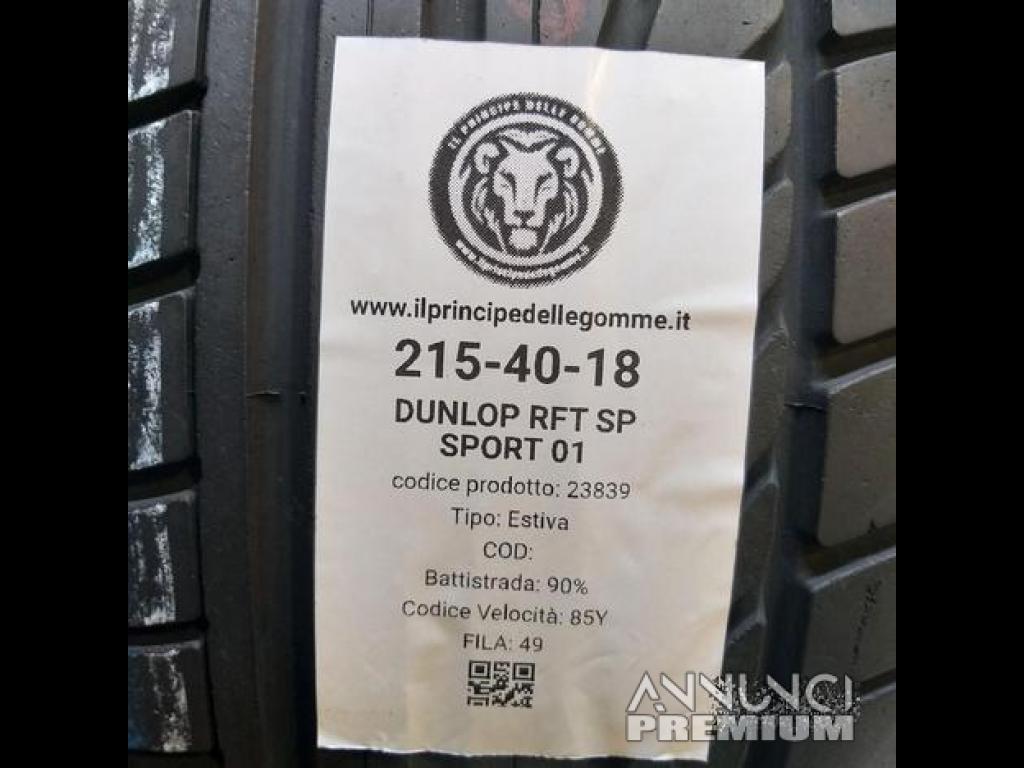 IL PRINCIPE DELLE GOMME
www.ilprincipedellegomme.it
215-40-18
DUNLOP RFT SP
SPORT 01
codice prodotto: 23839
Tipo: Estiva
COD:
Battistrada: 90%
Codice Velocità: 85Y
FILA: 49
ANNUNCI
PREMIUM